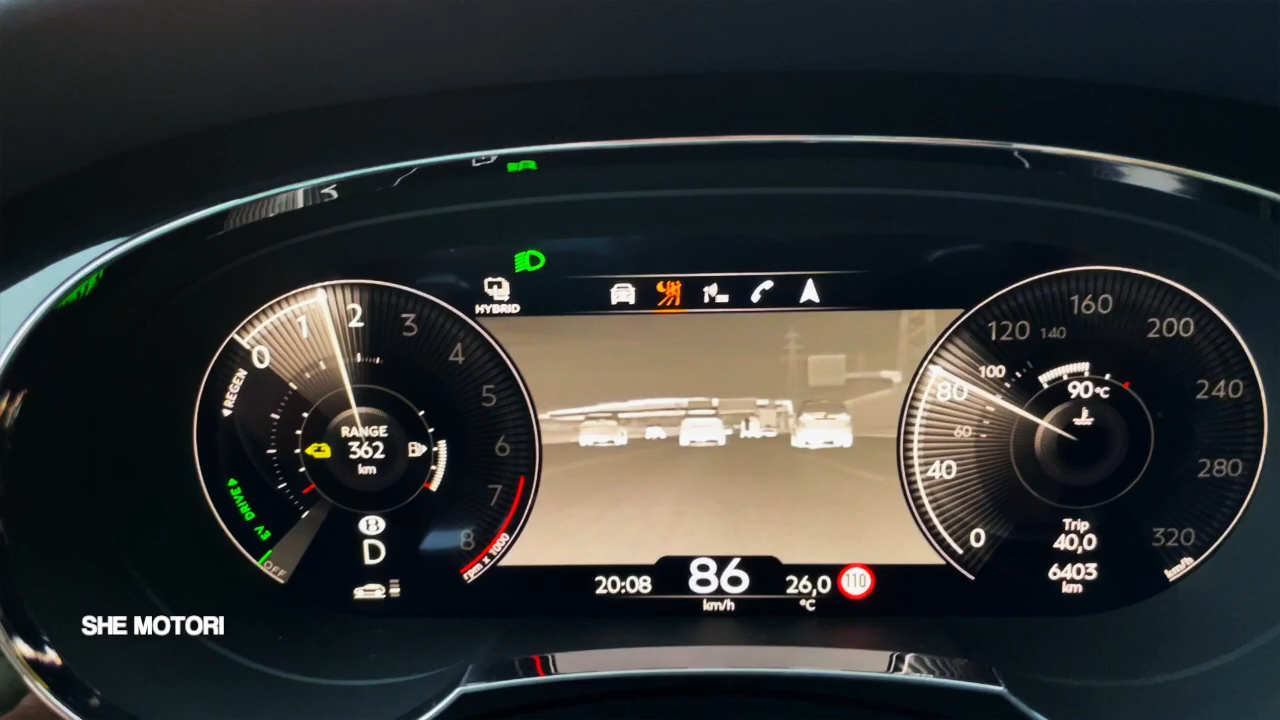 HYBRID
0
1
2
3
4
5
6
7
8
rpm x 1000
REGEN
EV DRIVE
OFF
RANGE
362
km
B
D
20:08
86
km/h
26,0
°C
110
0
40
60
80
100
120
140
160
200
240
280
320
km/h
90°C
Trip
40,0
6403
km
SHE MOTORI